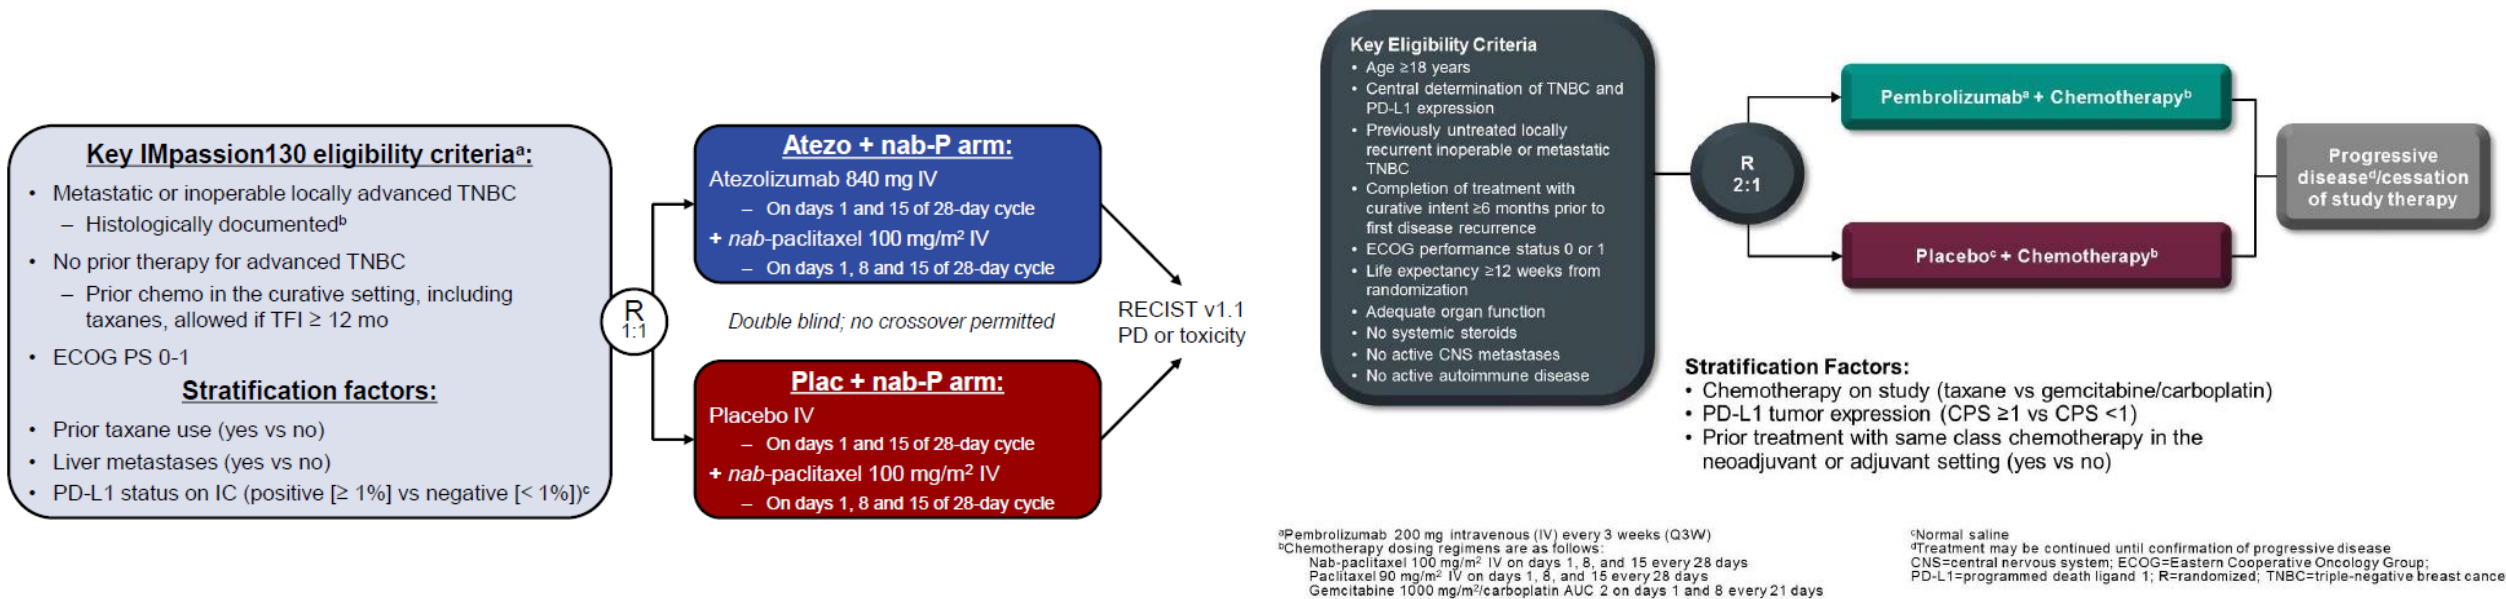 Key IMpassion130 eligibility criteriaᵃ:
• Metastatic or inoperable locally advanced TNBC
– Histologically documentedᵇ
• No prior therapy for advanced TNBC
– Prior chemo in the curative setting, including
taxanes, allowed if TFI ≥ 12 mo
• ECOG PS 0-1
Stratification factors:
• Prior taxane use (yes vs no)
• Liver metastases (yes vs no)
• PD-L1 status on IC (positive [≥ 1%] vs negative [< 1%])ᶜ
R
1:1
Atezo + nab-P arm:
Atezolizumab 840 mg IV
– On days 1 and 15 of 28-day cycle
+ nab-paclitaxel 100 mg/m² IV
– On days 1, 8 and 15 of 28-day cycle
Double blind; no crossover permitted
Plac + nab-P arm:
Placebo IV
– On days 1 and 15 of 28-day cycle
+ nab-paclitaxel 100 mg/m² IV
– On days 1, 8 and 15 of 28-day cycle
RECIST v1.1
PD or toxicity
Key Eligibility Criteria
• Age ≥18 years
• Central determination of TNBC and
PD-L1 expression
• Previously untreated locally
recurrent inoperable or metastatic
TNBC
• Completion of treatment with
curative intent ≥6 months prior to
first disease recurrence
• ECOG performance status 0 or 1
• Life expectancy ≥12 weeks from
randomization
• Adequate organ function
• No systemic steroids
• No active CNS metastases
• No active autoimmune disease
R
2:1
Pembrolizumabᵃ + Chemotherapyᵇ
Placeboᶜ + Chemotherapyᵇ
Progressive
diseaseᵈ/cessation
of study therapy
Stratification Factors:
• Chemotherapy on study (taxane vs gemcitabine/carboplatin)
• PD-L1 tumor expression (CPS ≥1 vs CPS <1)
• Prior treatment with same class chemotherapy in the
neoadjuvant or adjuvant setting (yes vs no)
ᵃPembrolizumab 200 mg intravenous (IV) every 3 weeks (Q3W)
ᵇChemotherapy dosing regimens are as follows:
Nab-paclitaxel 100 mg/m² IV on days 1, 8, and 15 every 28 days
Paclitaxel 90 mg/m² IV on days 1, 8, and 15 every 28 days
Gemcitabine 1000 mg/m²/carboplatin AUC 2 on days 1 and 8 every 21 days
ᶜNormal saline
ᵈTreatment may be continued until confirmation of progressive disease
CNS=central nervous system; ECOG=Eastern Cooperative Oncology Group;
PD-L1=programmed death ligand 1; R=randomized; TNBC=triple-negative breast cance